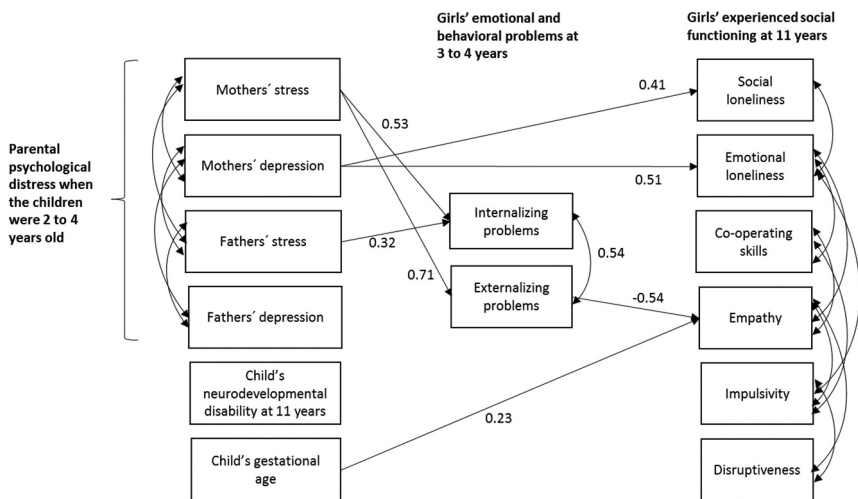 Girls' emotional and
behavioral problems at
3 to 4 years
Girls' experienced social
functioning at 11 years
Parental
psychological
distress when
the children
were 2 to 4
years old
Mothers´ stress
Mothers´ depression
Fathers´ stress
Fathers´ depression
Child's
neurodevelopmental
disability at 11 years
Child's gestational
age
0.53
0.32
0.71
Internalizing
problems
Externalizing
problems
0.54
0.41
0.51
-0.54
0.23
Social
loneliness
Emotional
loneliness
Co-operating
skills
Empathy
Impulsivity
Disruptiveness